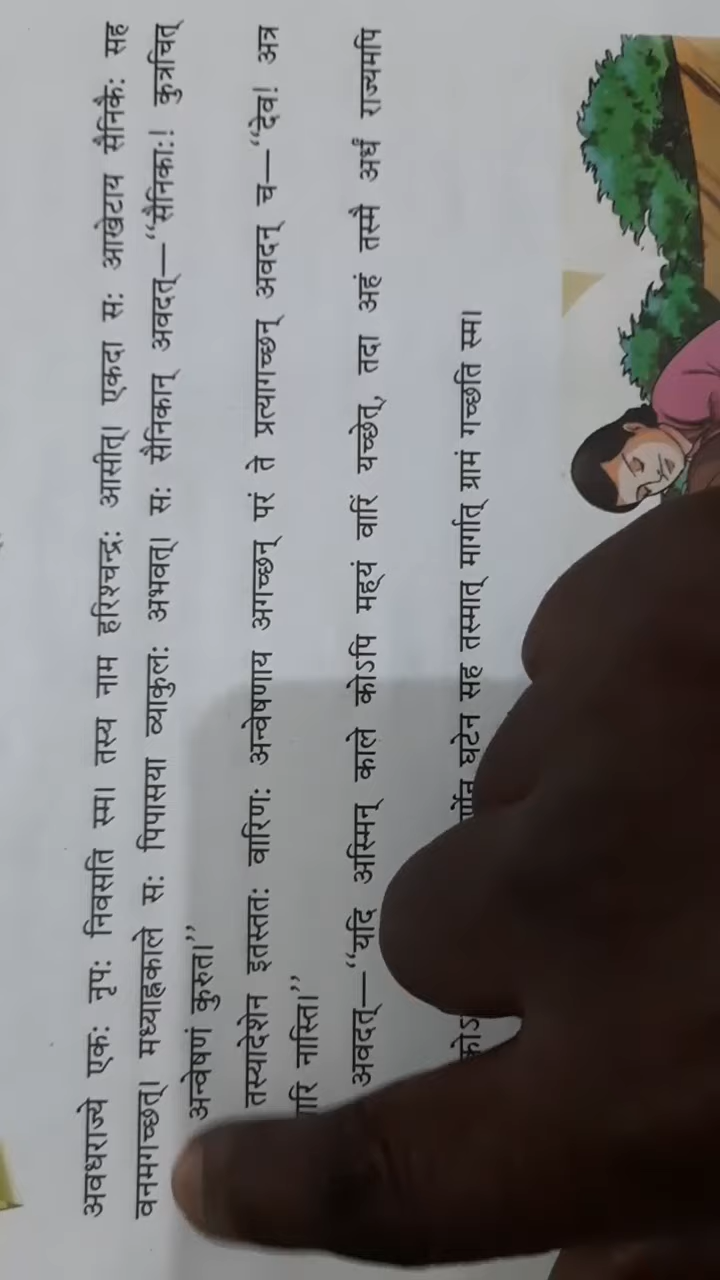 अवधराज्ये एकः नृपः निवसति स्म। तस्य नाम हरिश्चन्द्रः आसीत्। एकदा सः आखेटाय सैनिकैः सह
वनमगच्छत्। मध्याह्नकाले सः पिपासया व्याकुलः अभवत्। सः सैनिकान् अवदत्—“सैनिकाः! कुत्रचित्
अन्वेषणं कुरुत।”
तस्यादेशेन इतस्ततः वारिणः अन्वेषणाय अगच्छन् परं ते प्रत्यागच्छन् अवदन् च—“देव! अत्र
नास्ति।”
अवदत्—“यदि अस्मिन् काले कोऽपि मह्यं वारि यच्छेत्, तदा अहं तस्मै अर्धं राज्यमपि
घटेन सह तस्मात् मार्गात् ग्रामं गच्छति स्म।